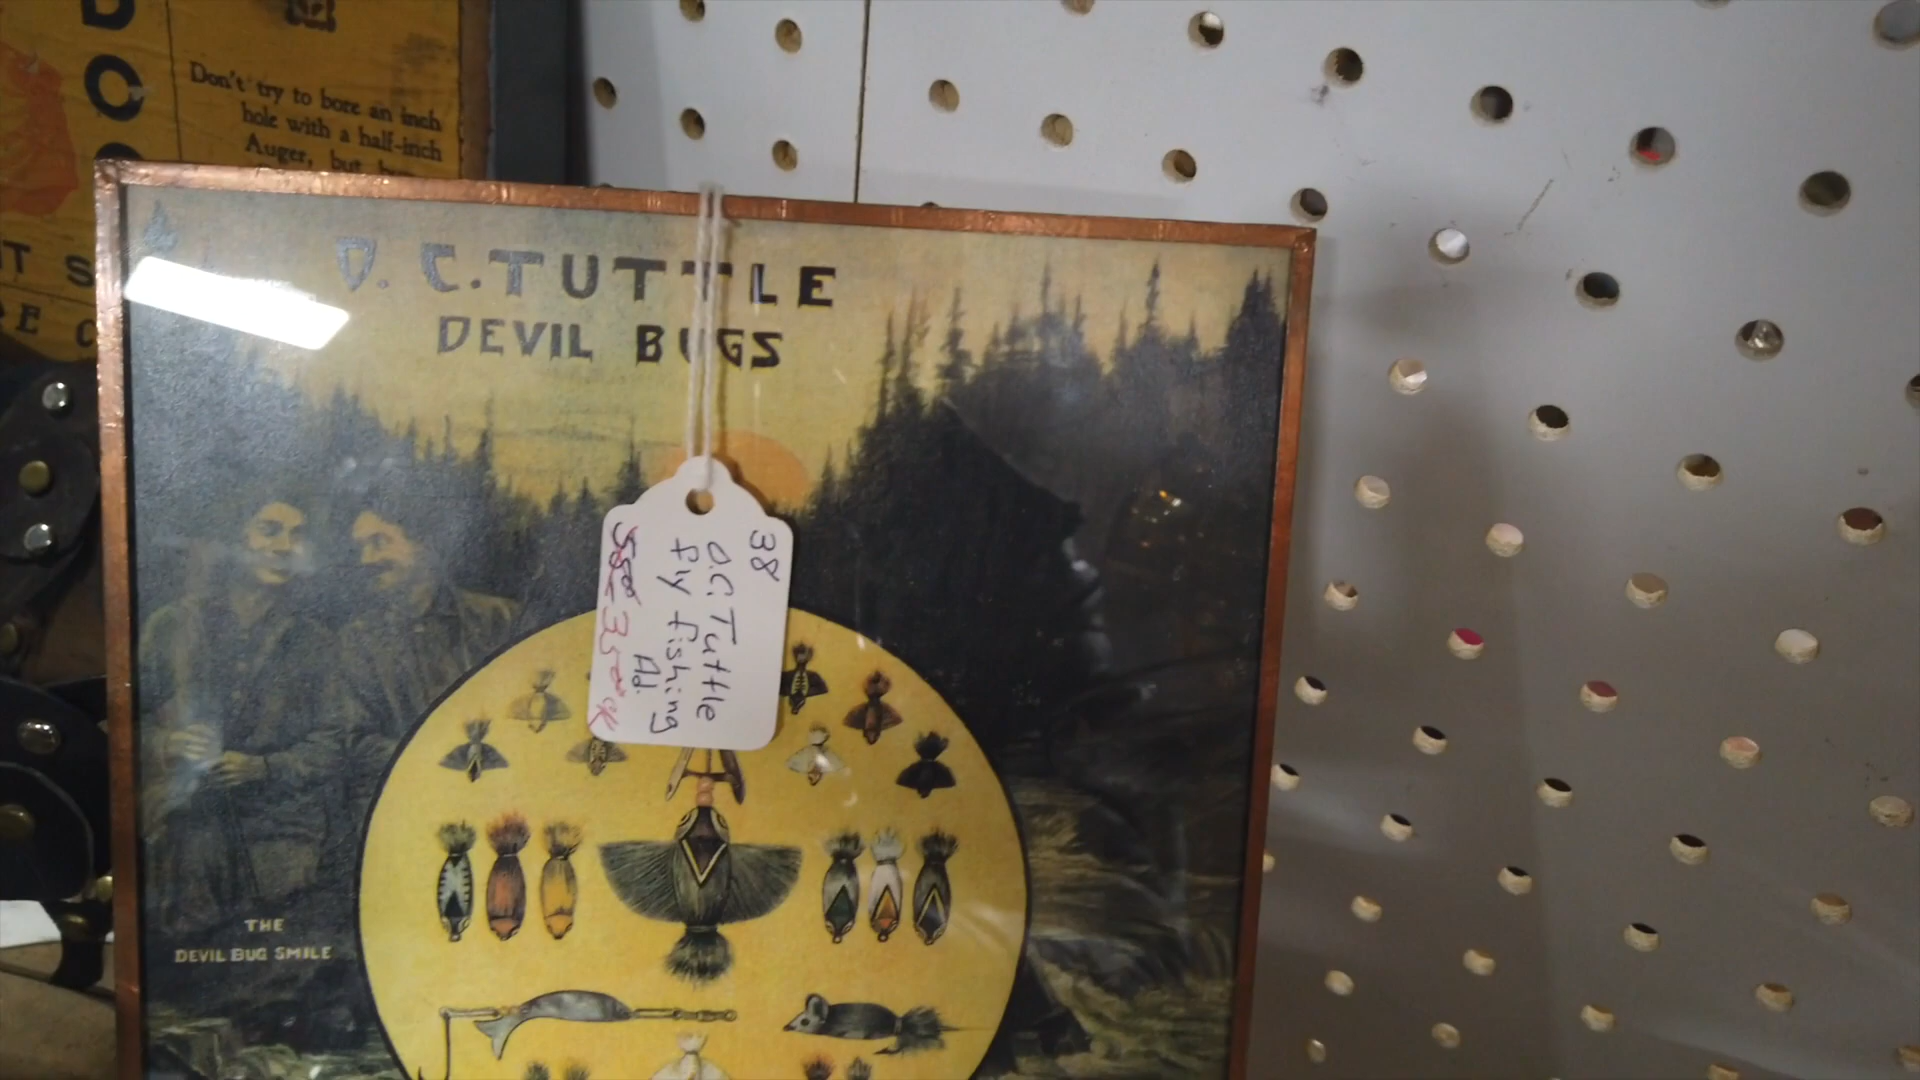 Don't try to bore an inch
hole with a half-inch
Auger, but
O. C. TUTTLE
DEVIL BUGS
38
O.C. Tuttle
fly fishing
Ad.
THE
DEVIL BUG SMILE